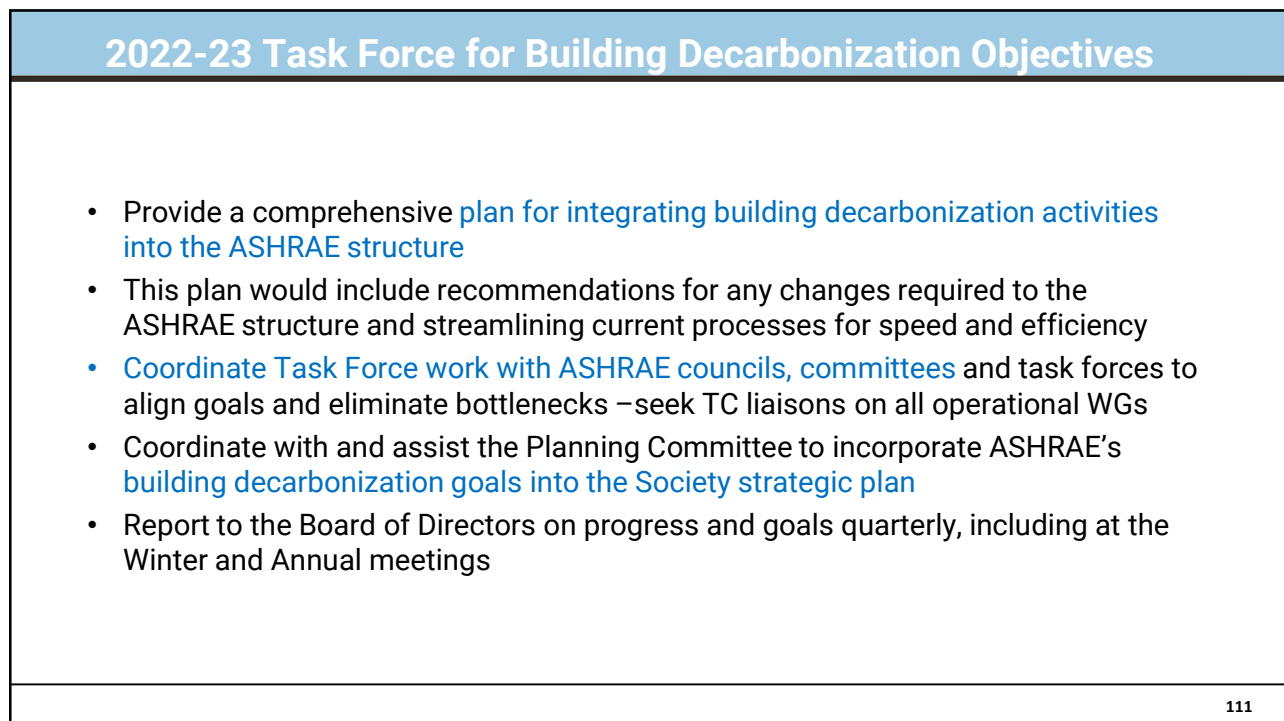 2022-23 Task Force for Building Decarbonization Objectives
• Provide a comprehensive plan for integrating building decarbonization activities
into the ASHRAE structure
• This plan would include recommendations for any changes required to the
ASHRAE structure and streamlining current processes for speed and efficiency
• Coordinate Task Force work with ASHRAE councils, committees and task forces to
align goals and eliminate bottlenecks –seek TC liaisons on all operational WGs
• Coordinate with and assist the Planning Committee to incorporate ASHRAE’s
building decarbonization goals into the Society strategic plan
• Report to the Board of Directors on progress and goals quarterly, including at the
Winter and Annual meetings
111